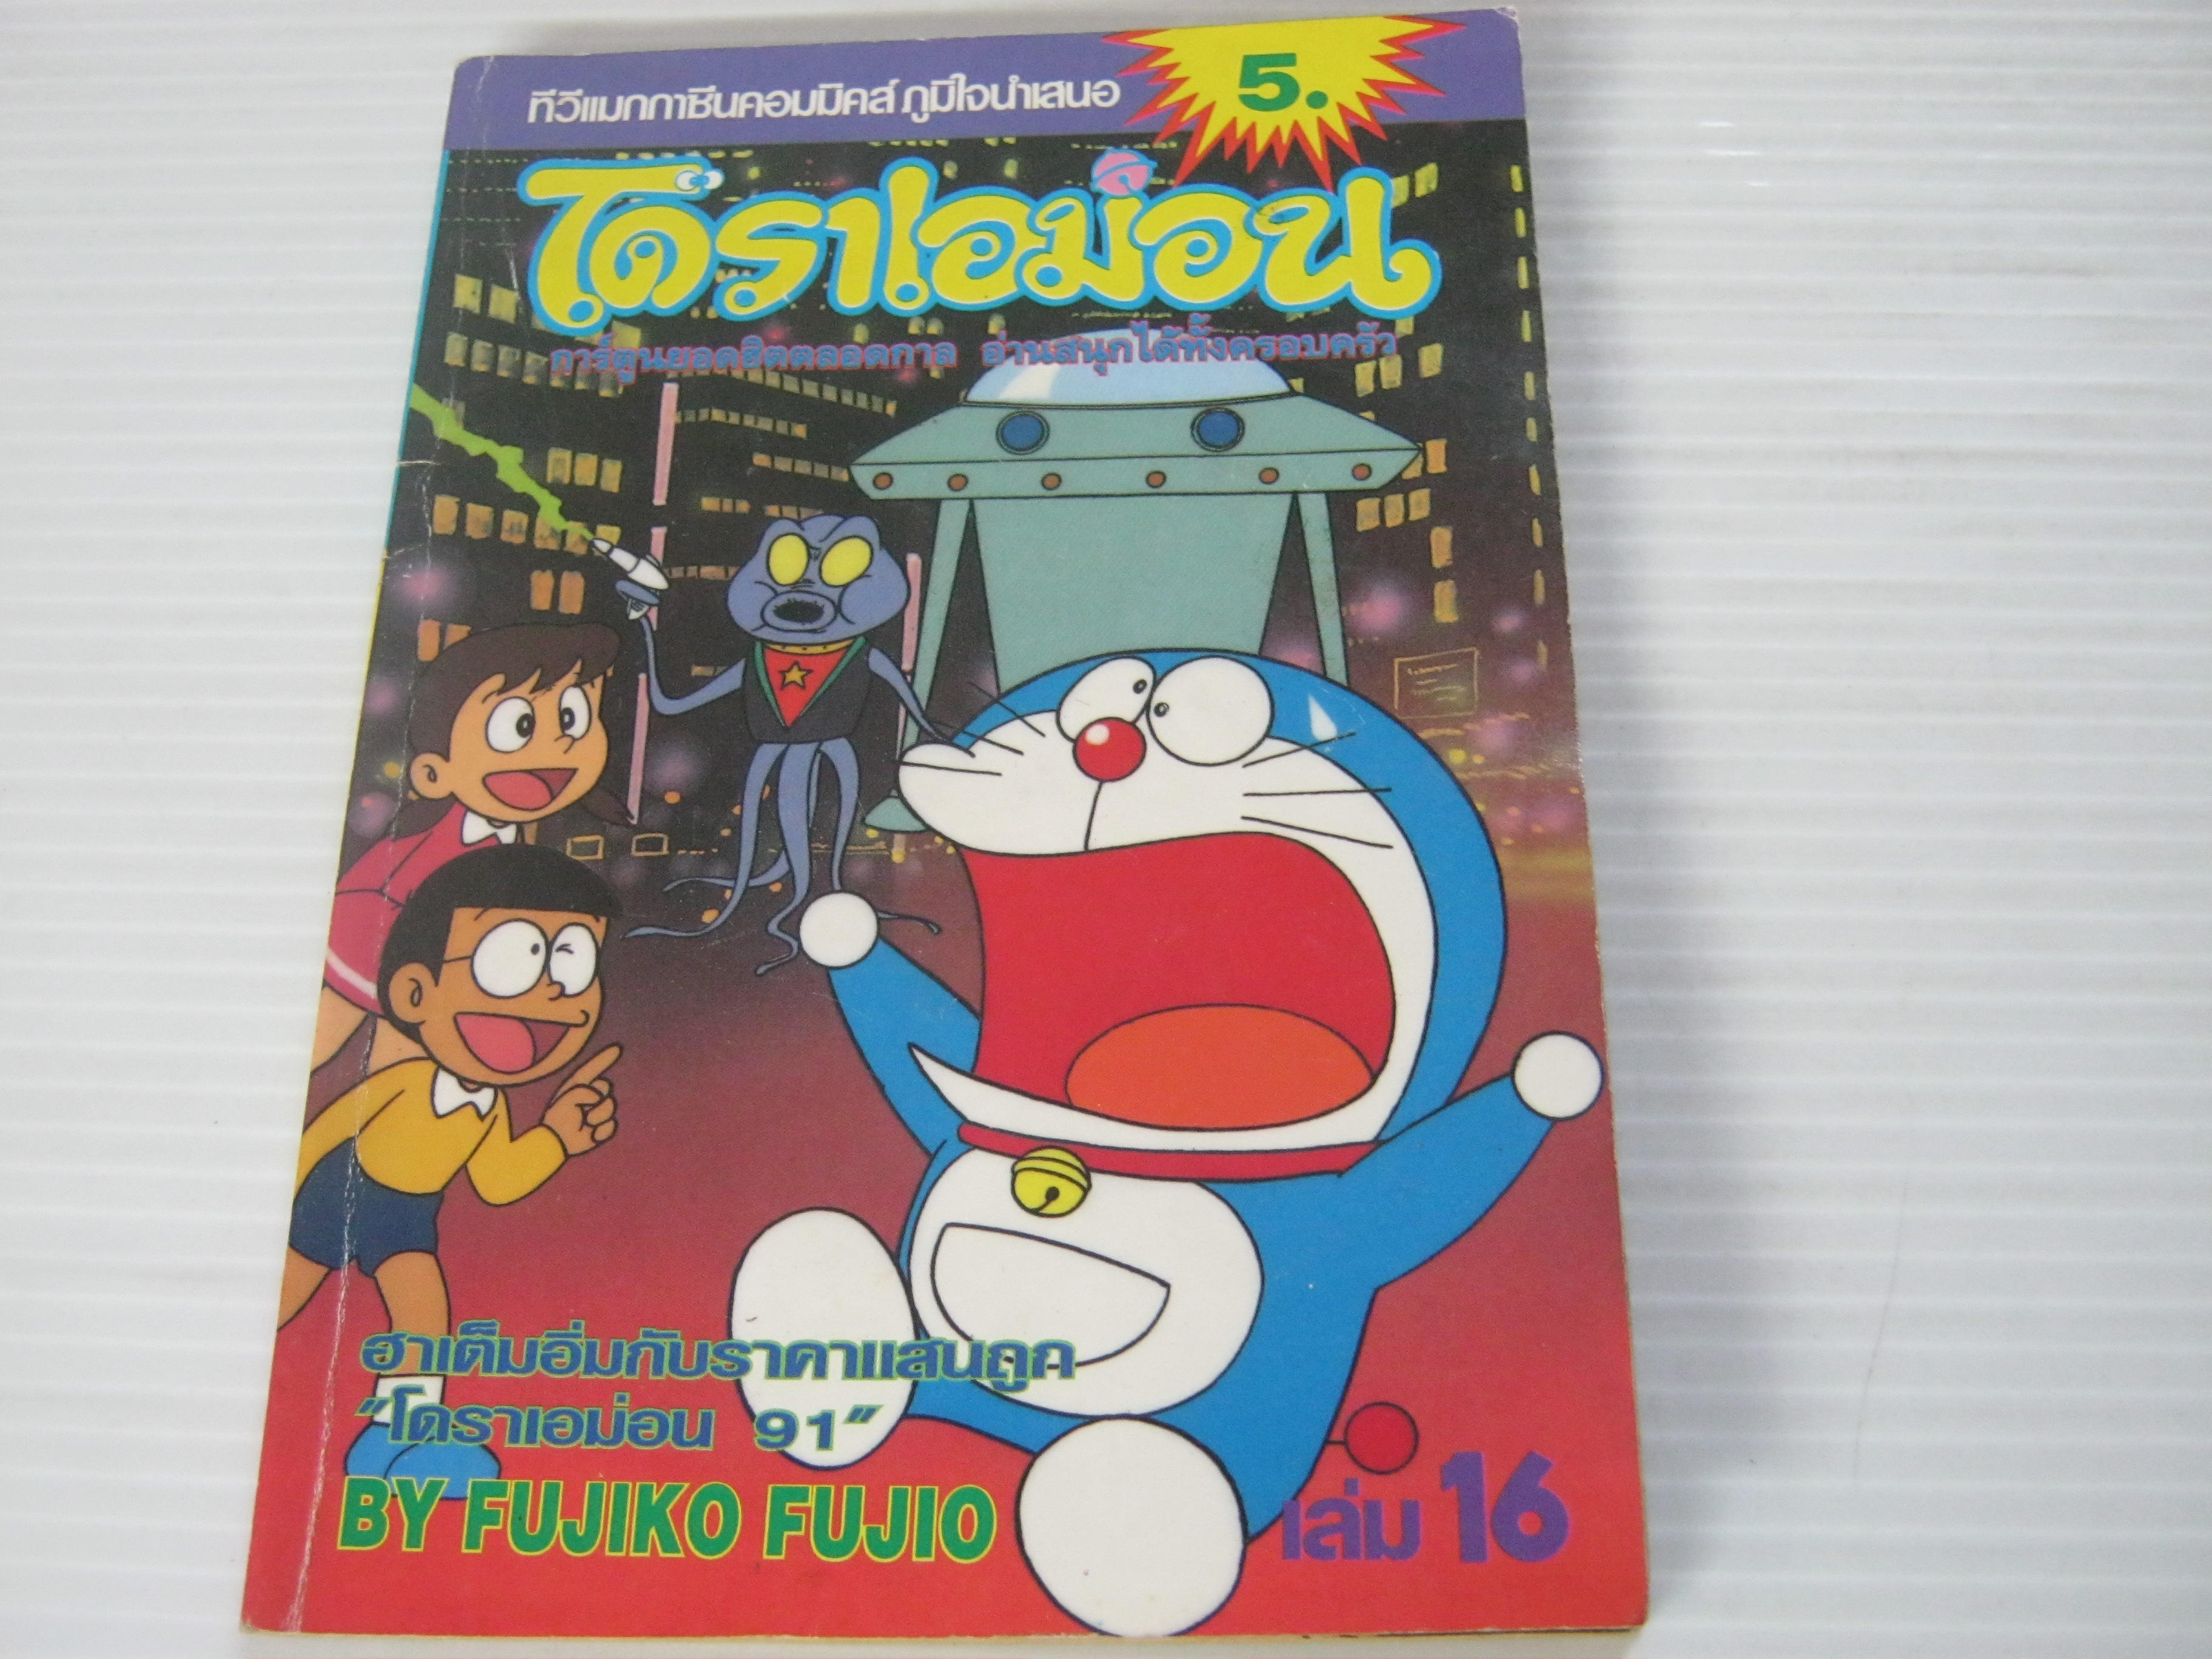 ทีวีแมกกาซีนคอมมิคส์ ภูมิใจนำเสนอ
5.
โดราเอม่อน
การ์ตูนยอดฮิตตลอดกาล อ่านสนุกได้ทั้งครอบครัว
ฮาเต็มอิ่มกับราคาแสนถูก
"โดราเอม่อน 91"
BY FUJIKO FUJIO
เล่ม 16